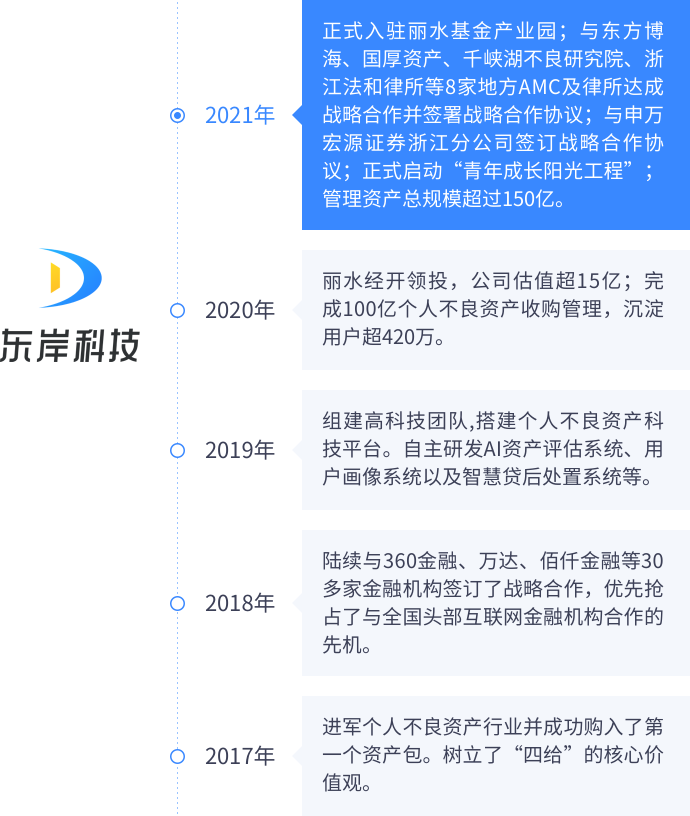 东岸科技
2021年
正式入驻丽水基金产业园；与东方博
海、国厚资产、千峡湖不良研究院、浙
江法和律所等8家地方AMC及律所达成
战略合作并签署战略合作协议；与申万
宏源证券浙江分公司签订战略合作协
议；正式启动“青年成长阳光工程”；
管理资产总规模超过150亿。
2020年
丽水经开领投，公司估值超15亿；完
成100亿个人不良资产收购管理，沉淀
用户超420万。
2019年
组建高科技团队,搭建个人不良资产科
技平台。自主研发AI资产评估系统、用
户画像系统以及智慧贷后处置系统等。
2018年
陆续与360金融、万达、佰仟金融等30
多家金融机构签订了战略合作，优先抢
占了与全国头部互联网金融机构合作的
先机。
2017年
进军个人不良资产行业并成功购入了第
一个资产包。树立了“四给”的核心价
值观。